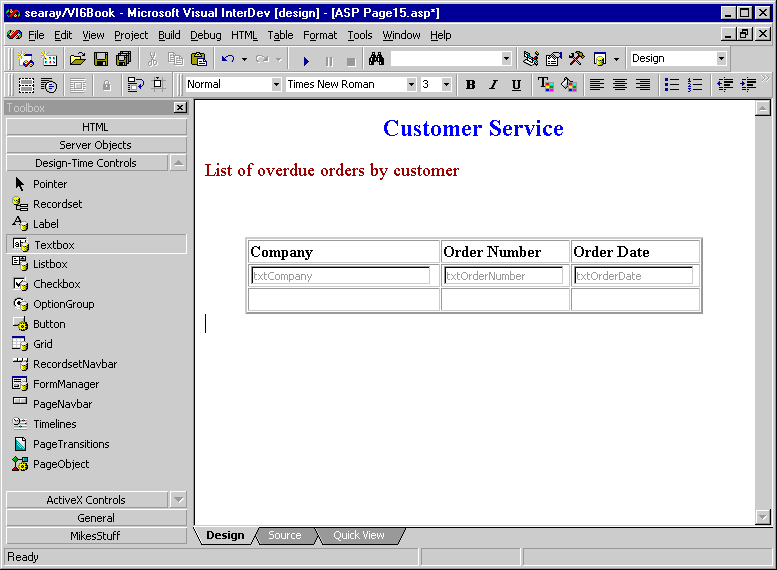 searay/VI6Book - Microsoft Visual InterDev [design] - [ASP Page15.asp*]
File Edit View Project Build Debug HTML Table Format Tools Window Help
Design
Normal Times New Roman 3 B I U
Toolbox
HTML
Server Objects
Design-Time Controls
Pointer
Recordset
Label
Textbox
Listbox
Checkbox
OptionGroup
Button
Grid
RecordsetNavbar
FormManager
PageNavbar
Timelines
PageTransitions
PageObject
ActiveX Controls
General
MikesStuff
Customer Service
List of overdue orders by customer
Company Order Number Order Date
txtCompany txtOrderNumber txtOrderDate
Design Source Quick View
Ready